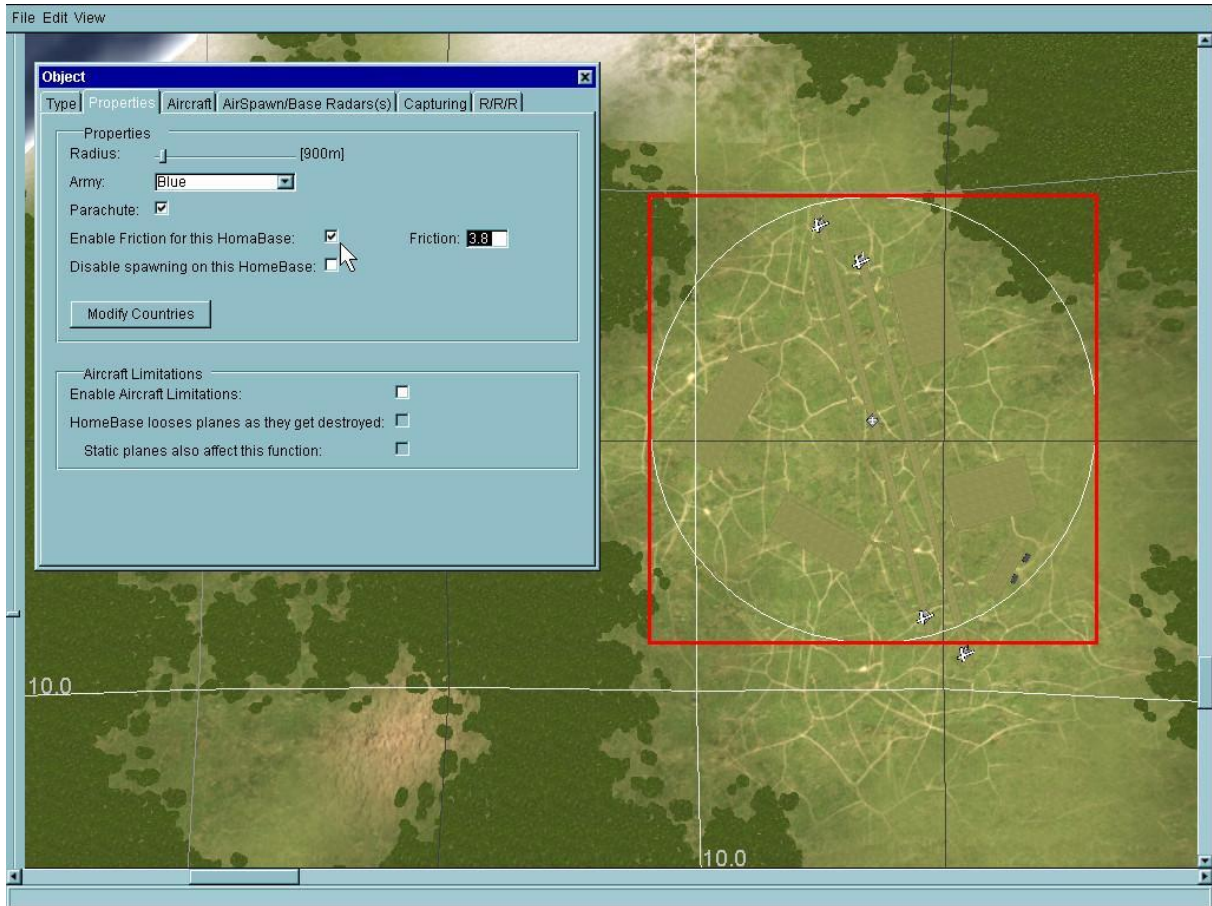 File Edit View
Object
Type Properties Aircraft AirSpawn/Base Radars(s) Capturing R/R/R
Properties
Radius: [900m]
Army: Blue
Parachute:
Enable Friction for this HomaBase: Friction: 3.8
Disable spawning on this HomeBase:
Modify Countries
Aircraft Limitations
Enable Aircraft Limitations:
HomeBase looses planes as they get destroyed:
Static planes also affect this function:
10.0
10.0